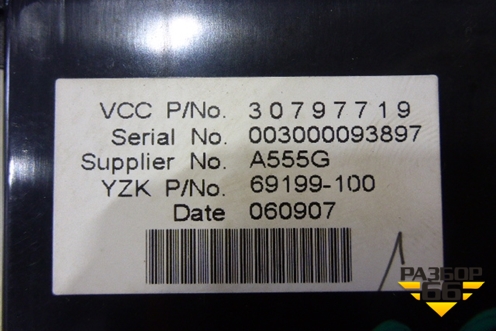 VCC P/No. 30797719
Serial No. 003000093897
Supplier No. A555G
YZK P/No. 69199-100
Date 060907
РАЗБОР
66